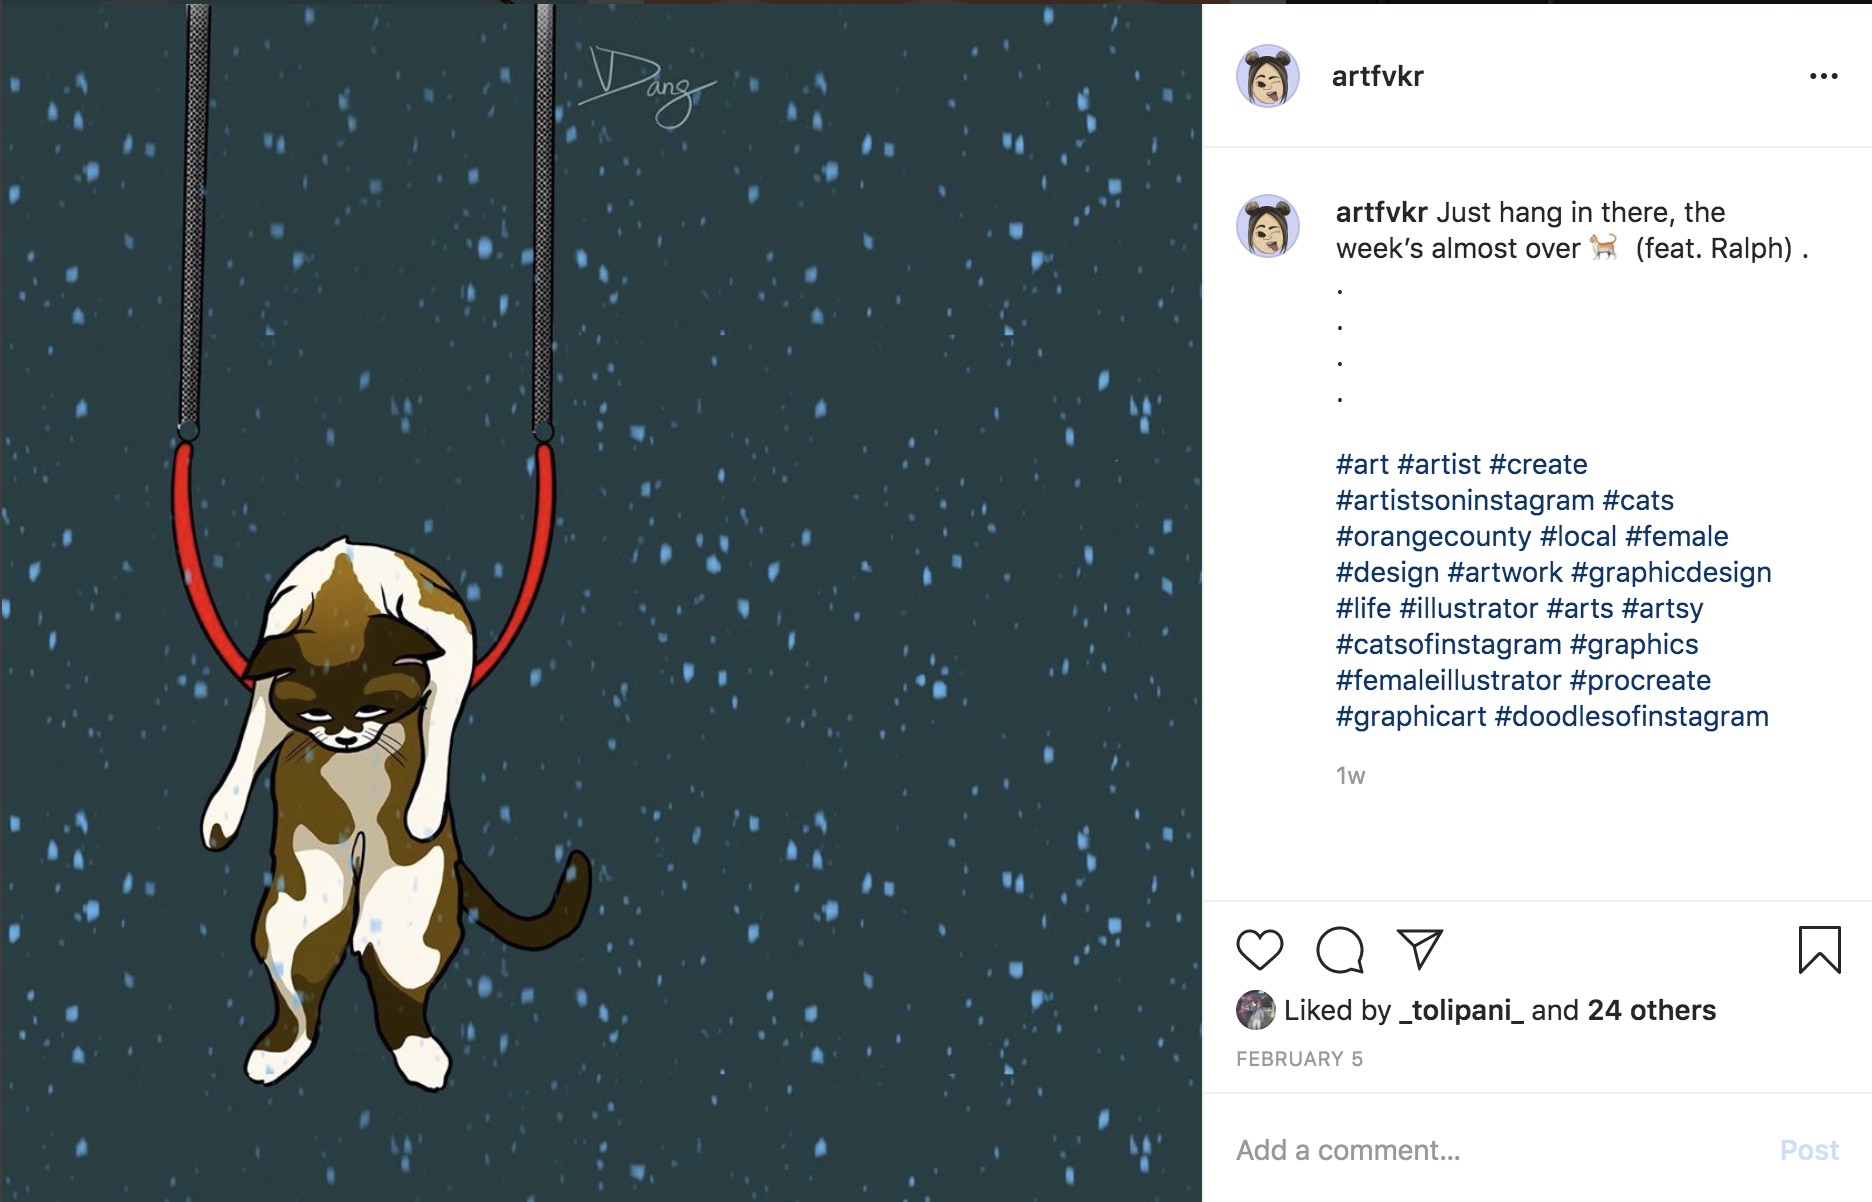 Dang
artfvkr
artfvkr Just hang in there, the
week’s almost over 🐈 (feat. Ralph) .
.
.
.
.
#art #artist #create
#artistsoninstagram #cats
#orangecounty #local #female
#design #artwork #graphicdesign
#life #illustrator #arts #artsy
#catsofinstagram #graphics
#femaleillustrator #procreate
#graphicart #doodlesofinstagram
1w
Liked by _tolipani_ and 24 others
FEBRUARY 5
Add a comment...
Post